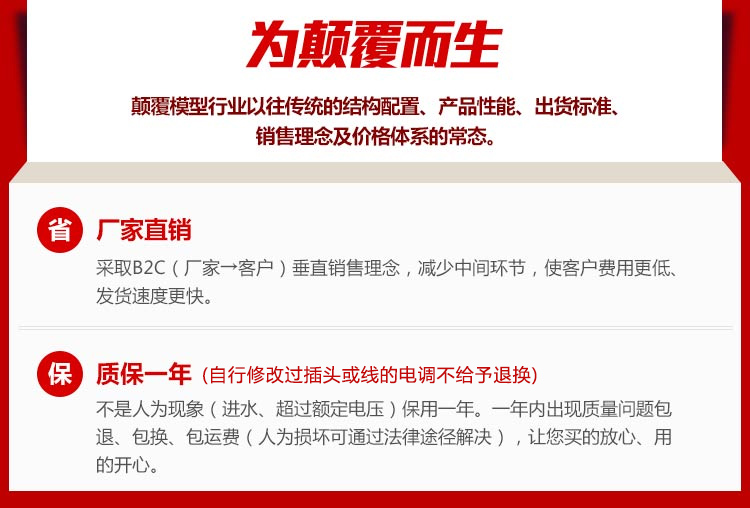 为颠覆而生
颠覆模型行业以往传统的结构配置、产品性能、出货标准、
销售理念及价格体系的常态。
省 厂家直销
采取B2C（厂家→客户）垂直销售理念，减少中间环节，使客户费用更低、
发货速度更快。
保 质保一年 (自行修改过插头或线的电调不给予退换)
不是人为现象（进水、超过额定电压）保用一年。一年内出现质量问题包
退、包换、包运费（人为损坏可通过法律途径解决），让您买的放心、用
的开心。